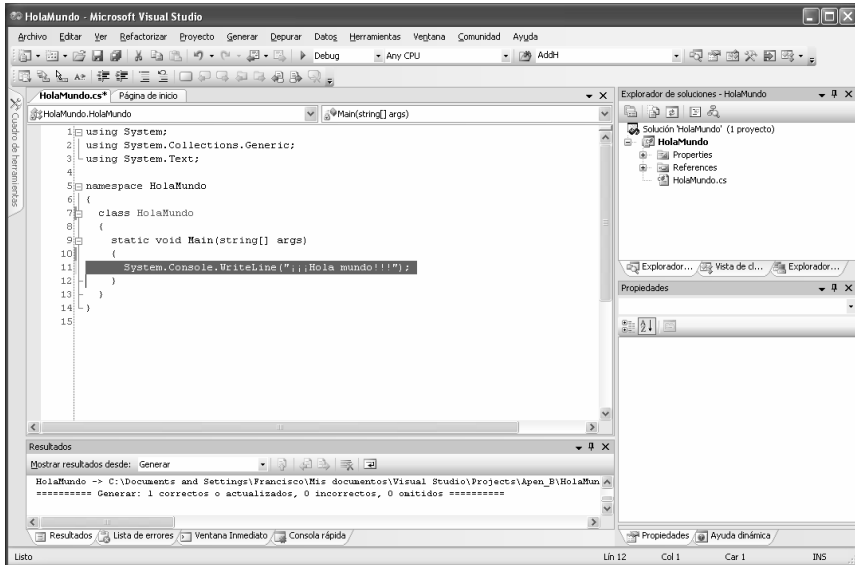 HolaMundo - Microsoft Visual Studio
Archivo Editar Ver Refactorizar Proyecto Generar Depurar Datos Herramientas Ventana Comunidad Ayuda
Debug Any CPU AddH
HolaMundo.cs* Página de inicio
HolaMundo.HolaMundo Main(string[] args)
Cuadro de herramientas
1 using System;
2 using System.Collections.Generic;
3 using System.Text;
4
5 namespace HolaMundo
6 {
7 class HolaMundo
8 {
9 static void Main(string[] args)
10 {
11 System.Console.WriteLine("¡¡¡Hola mundo!!!");
12 }
13 }
14 }
15
Explorador de soluciones - HolaMundo
Solución 'HolaMundo' (1 proyecto)
HolaMundo
Properties
References
HolaMundo.cs
Explorador... Vista de cl... Explorador...
Propiedades
Resultados
Mostrar resultados desde: Generar
HolaMundo -> C:\Documents and Settings\Francisco\Mis documentos\Visual Studio\Projects\Apen_B\HolaMun
========== Generar: 1 correctos o actualizados, 0 incorrectos, 0 omitidos ==========
Resultados Lista de errores Ventana Inmediato Consola rápida
Propiedades Ayuda dinámica
Listo Lín 12 Col 1 Car 1 INS